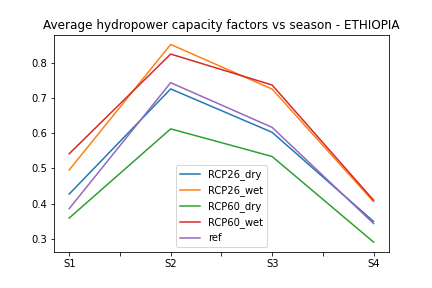 Average hydropower capacity factors vs season - ETHIOPIA
0.8
0.7
0.6
0.5
0.4
0.3
RCP26_dry
RCP26_wet
RCP60_dry
RCP60_wet
ref
S1 S2 S3 S4